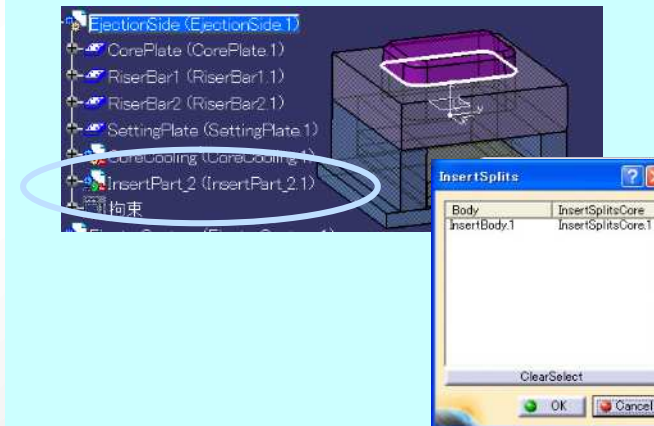 EjectionSide (EjectionSide.1)
CorePlate (CorePlate.1)
RiserBar1 (RiserBar1.1)
RiserBar2 (RiserBar2.1)
SettingPlate (SettingPlate.1)
CoreCooling (CoreCooling.1)
InsertPart_2 (InsertPart_2.1)
拘束
InsertSplits
Body InsertSplitsCore
InsertBody.1 InsertSplitsCore.1
ClearSelect
OK Cancel